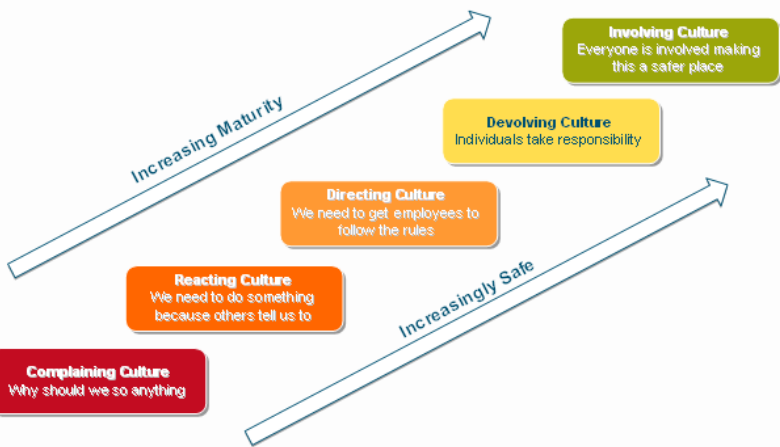 Involving Culture
Everyone is involved making
this a safer place
Increasing Maturity
Devolving Culture
Individuals take responsibility
Directing Culture
We need to get employees to
follow the rules
Increasingly Safe
Reacting Culture
We need to do something
because others tell us to
Complaining Culture
Why should we so anything